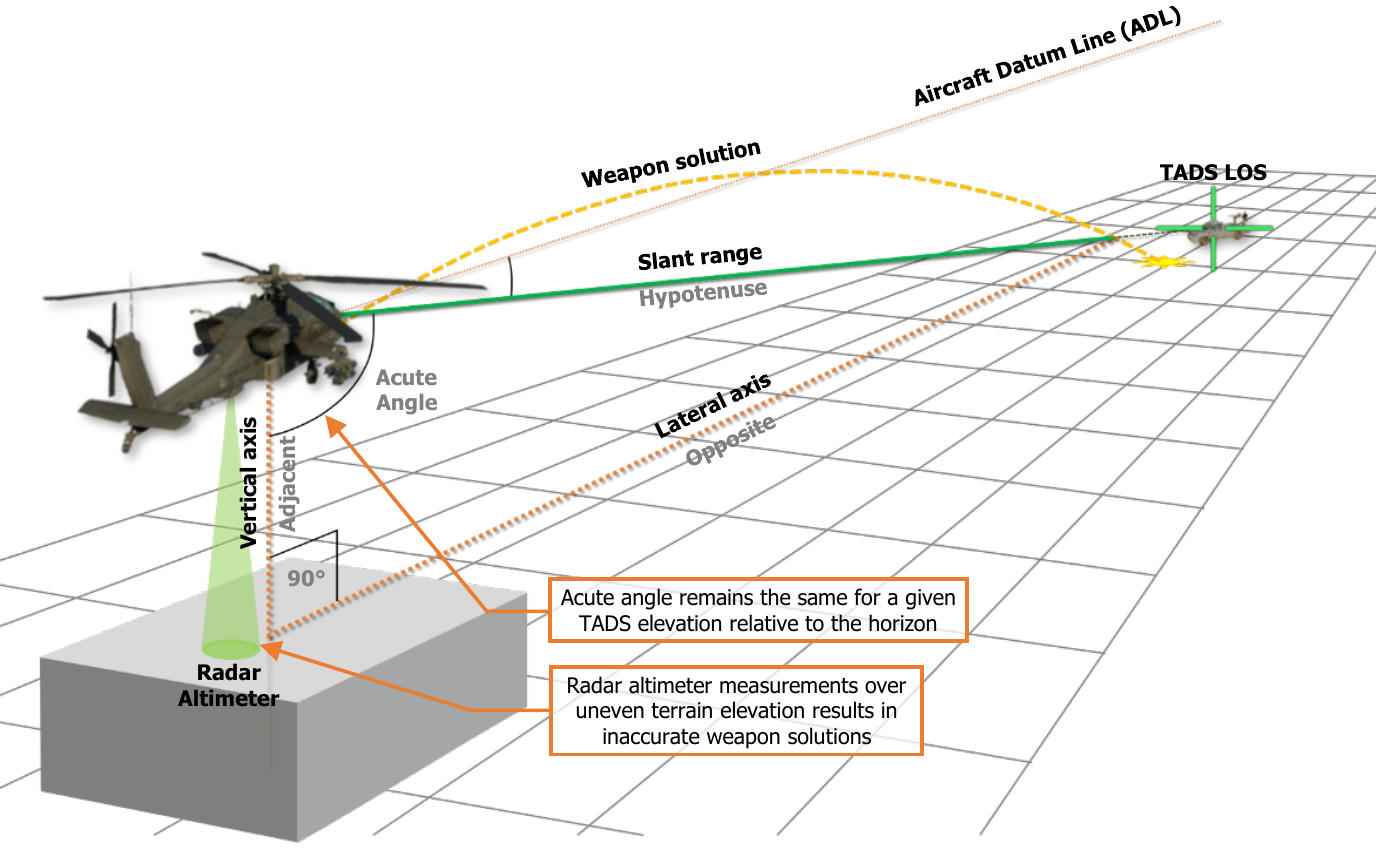 Aircraft Datum Line (ADL)
Weapon solution
TADS LOS
Slant range
Hypotenuse
Acute
Angle
Lateral axis
Opposite
Vertical axis
Adjacent
90°
Acute angle remains the same for a given
TADS elevation relative to the horizon
Radar
Altimeter
Radar altimeter measurements over
uneven terrain elevation results in
inaccurate weapon solutions